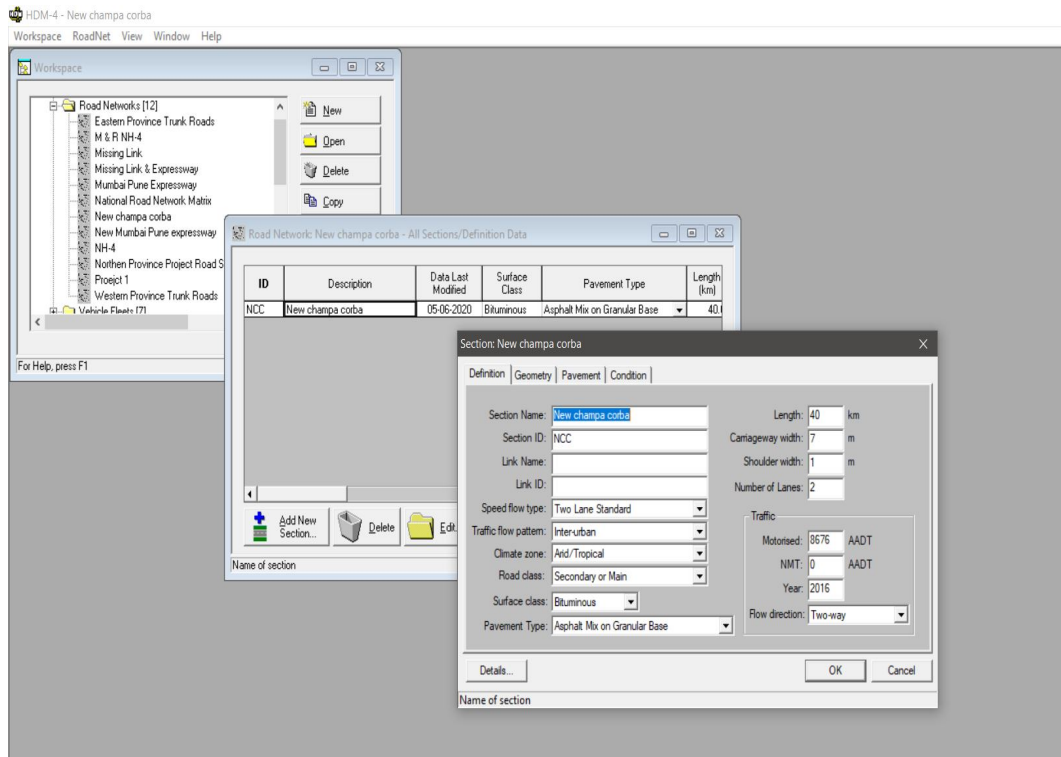 HDM-4 - New champa corba
Workspace RoadNet View Window Help
Workspace
Road Networks [12]
Eastern Province Trunk Roads
M & R NH-4
Missing Link
Missing Link & Expressway
Mumbai Pune Expressway
National Road Network Matrix
New champa corba
New Mumbai Pune expressway
NH-4
Northen Province Project Road S
Proejct 1
Western Province Trunk Roads
Vehicle Fleets [7]
New
Open
Delete
Copy
For Help, press F1
Road Network: New champa corba - All Sections/Definition Data
ID Description Data Last Modified Surface Class Pavement Type Length (km)
NCC New champa corba 05-06-2020 Bituminous Asphalt Mix on Granular Base 40.
Add New Section... Delete Edit.
Name of section
Section: New champa corba
Definition Geometry Pavement Condition
Section Name: New champa corba
Section ID: NCC
Link Name:
Link ID:
Speed flow type: Two Lane Standard
Traffic flow pattern: Inter-urban
Climate zone: Arid/Tropical
Road class: Secondary or Main
Surface class: Bituminous
Pavement Type: Asphalt Mix on Granular Base
Length: 40 km
Carriageway width: 7 m
Shoulder width: 1 m
Number of Lanes: 2
Traffic
Motorised: 8676 AADT
NMT: 0 AADT
Year: 2016
Flow direction: Two-way
Details... OK Cancel
Name of section